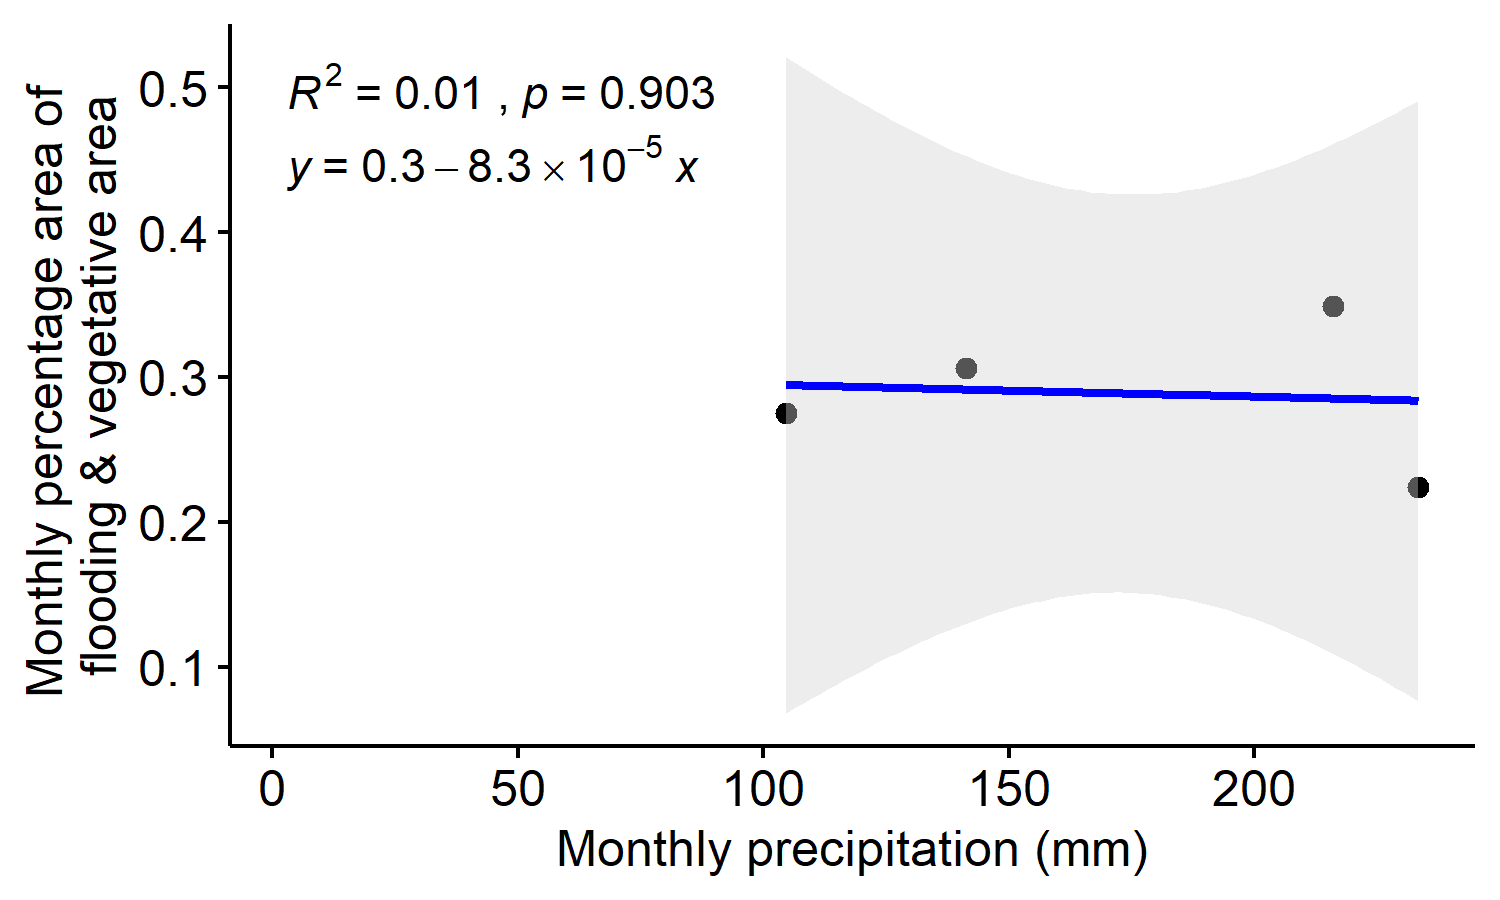 R² = 0.01 , p = 0.903
y = 0.3 − 8.3 × 10⁻⁵ x
Monthly percentage area of
flooding & vegetative area
0.5
0.4
0.3
0.2
0.1
0 50 100 150 200
Monthly precipitation (mm)